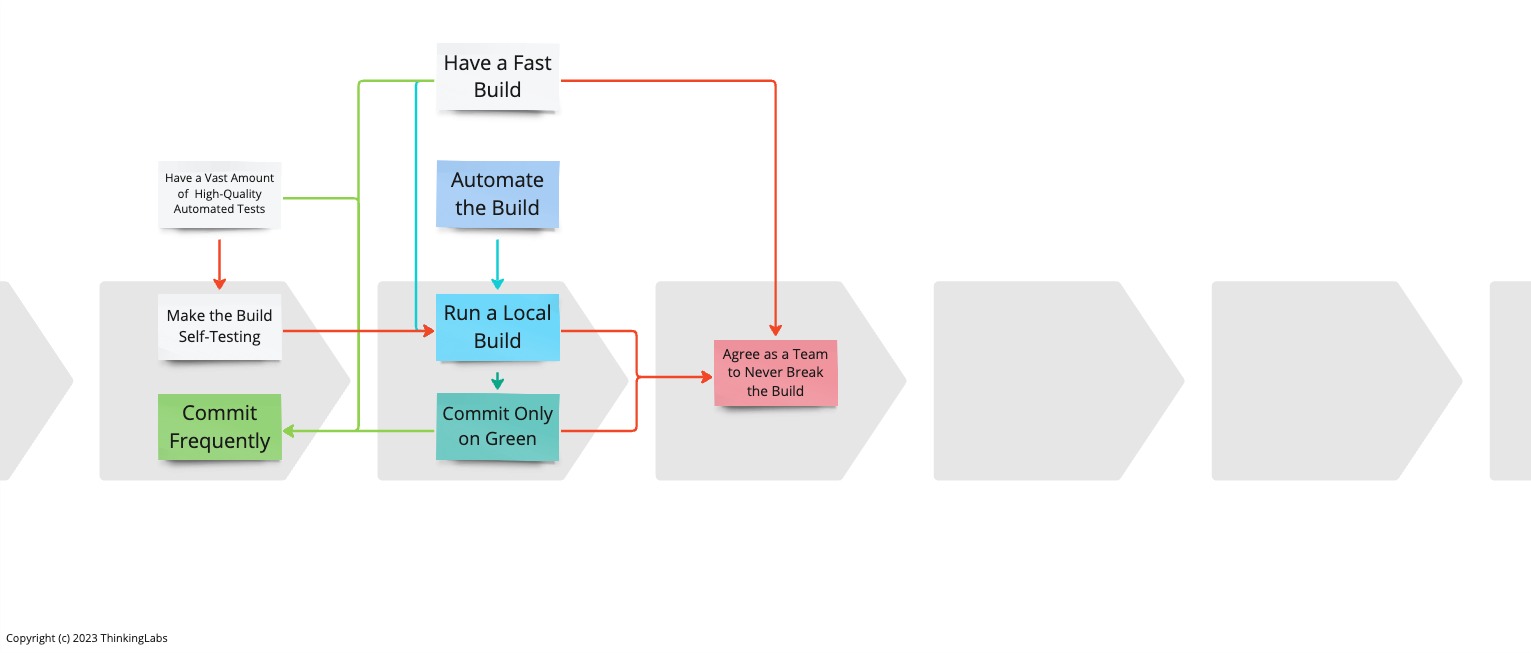 Have a Fast
Build
Have a Vast Amount
of High-Quality
Automated Tests
Automate
the Build
Make the Build
Self-Testing
Run a Local
Build
Agree as a Team
to Never Break
the Build
Commit
Frequently
Commit Only
on Green
Copyright (c) 2023 ThinkingLabs